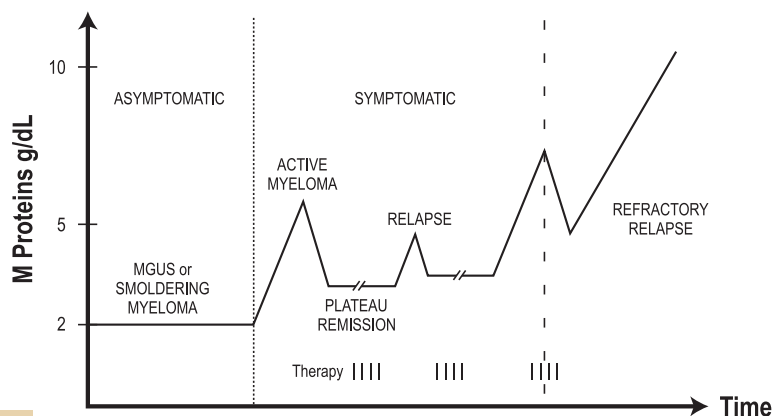 M Proteins g/dL
10
5
2
ASYMPTOMATIC
SYMPTOMATIC
MGUS or
SMOLDERING
MYELOMA
ACTIVE
MYELOMA
PLATEAU
REMISSION
RELAPSE
REFRACTORY
RELAPSE
Therapy
Time